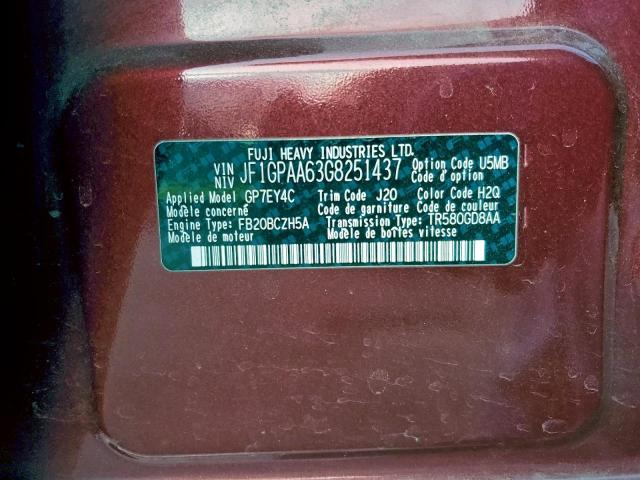 FUJI HEAVY INDUSTRIES LTD.
VIN NIV JF1GPAA63G8251437 Option Code U5MB
Code d'option
Applied Model GP7EY4C Trim Code J20 Color Code H2Q
Modèle concerné Code de garniture Code de couleur
Engine Type: FB20BCZH5A Transmission Type: TR580GD8AA
Modèle de moteur Modèle de boîtes vitesse